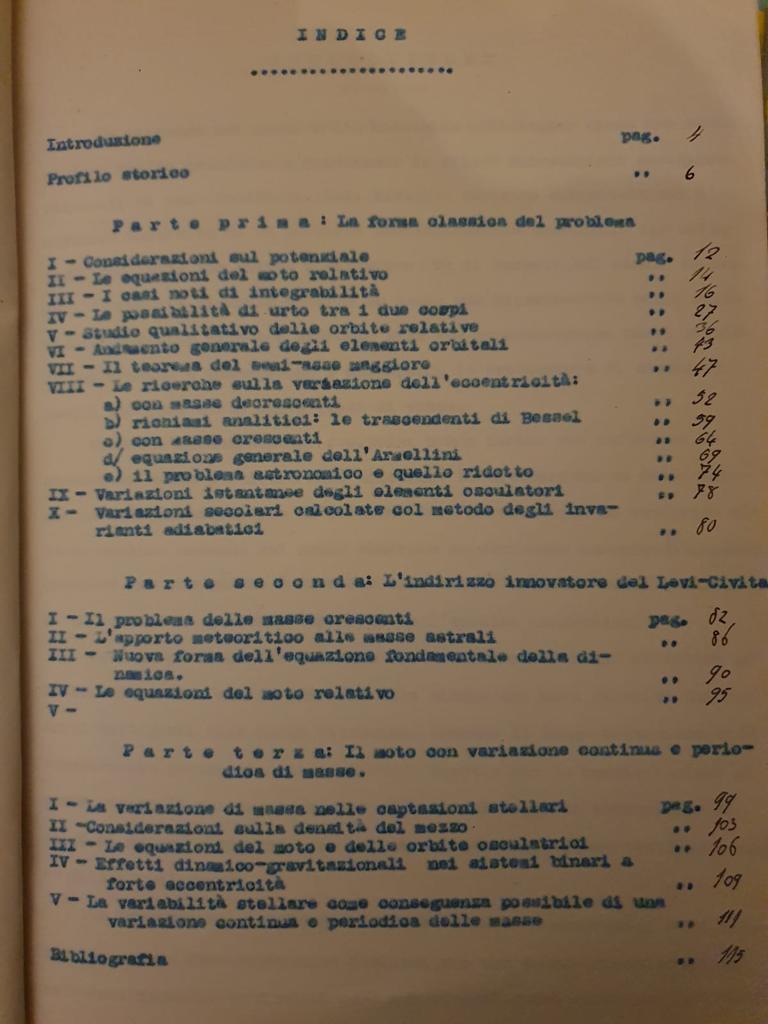 INDICE
....................
Introduzione pag. 4
Profilo storico " 6
Parte prima: La forma classica del problema
I - Considerazioni sul potenziale pag. 12
II - Le equazioni del moto relativo " 14
III - I casi noti di integrabilità " 16
IV - Le possibilità di urto tra i due corpi " 27
V - Studio qualitativo delle orbite relative " 36
VI - Andamento generale degli elementi orbitali " 43
VII - Il teorema del semi-asse maggiore " 47
VIII - Le ricerche sulla variazione dell'eccentricità:
a) con masse decrescenti " 52
b) richiami analitici: le trascendenti di Bessel " 59
c) con masse crescenti " 64
d/ equazione generale dell'Armellini " 69
e) il problema astronomico e quello ridotto " 74
IX - Variazioni istantanee degli elementi osculatori " 78
X - Variazioni secolari calcolate col metodo degli inva-
rianti adiabatici " 80
Parte seconda: L'indirizzo innovatore del Levi-Civita
I - Il problema delle masse crescenti pag. 82
II - L'apporto meteoritico alle masse astrali " 86
III - Nuova forma dell'equazione fondamentale della di-
namica. " 90
IV - Le equazioni del moto relativo " 95
V -
Parte terza: Il moto con variazione continua e perio-
dica di masse.
I - La variazione di massa nelle captazioni stellari pag. 99
II -Considerazioni sulla densità del mezzo " 103
III - Le equazioni del moto e delle orbite osculatrici " 106
IV - Effetti dinamico-gravitazionali nei sistemi binari a
forte eccentricità " 109
V - La variabilità stellare come conseguenza possibile di una
variazione continua e periodica delle masse " 111
Bibliografia " 115